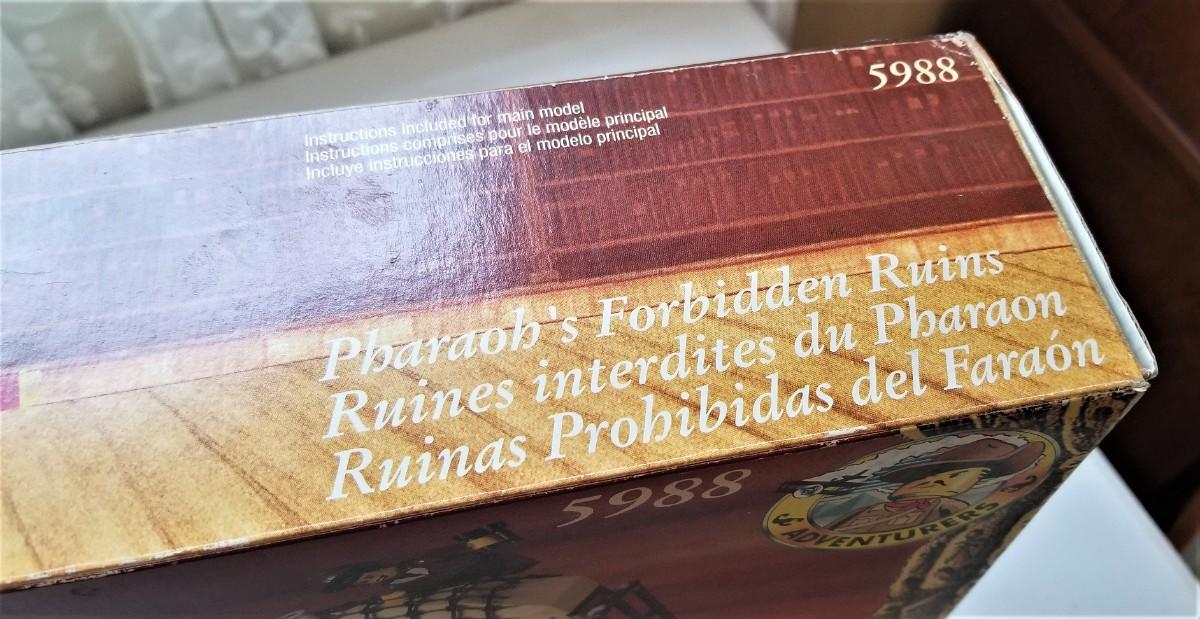 5988
Instructions included for main model
Instructions comprises pour le modèle principal
Incluye instrucciones para el modelo principal
Pharaoh's Forbidden Ruins
Ruines interdites du Pharaon
Ruinas Prohibidas del Faraón
5988
ADVENTURERS